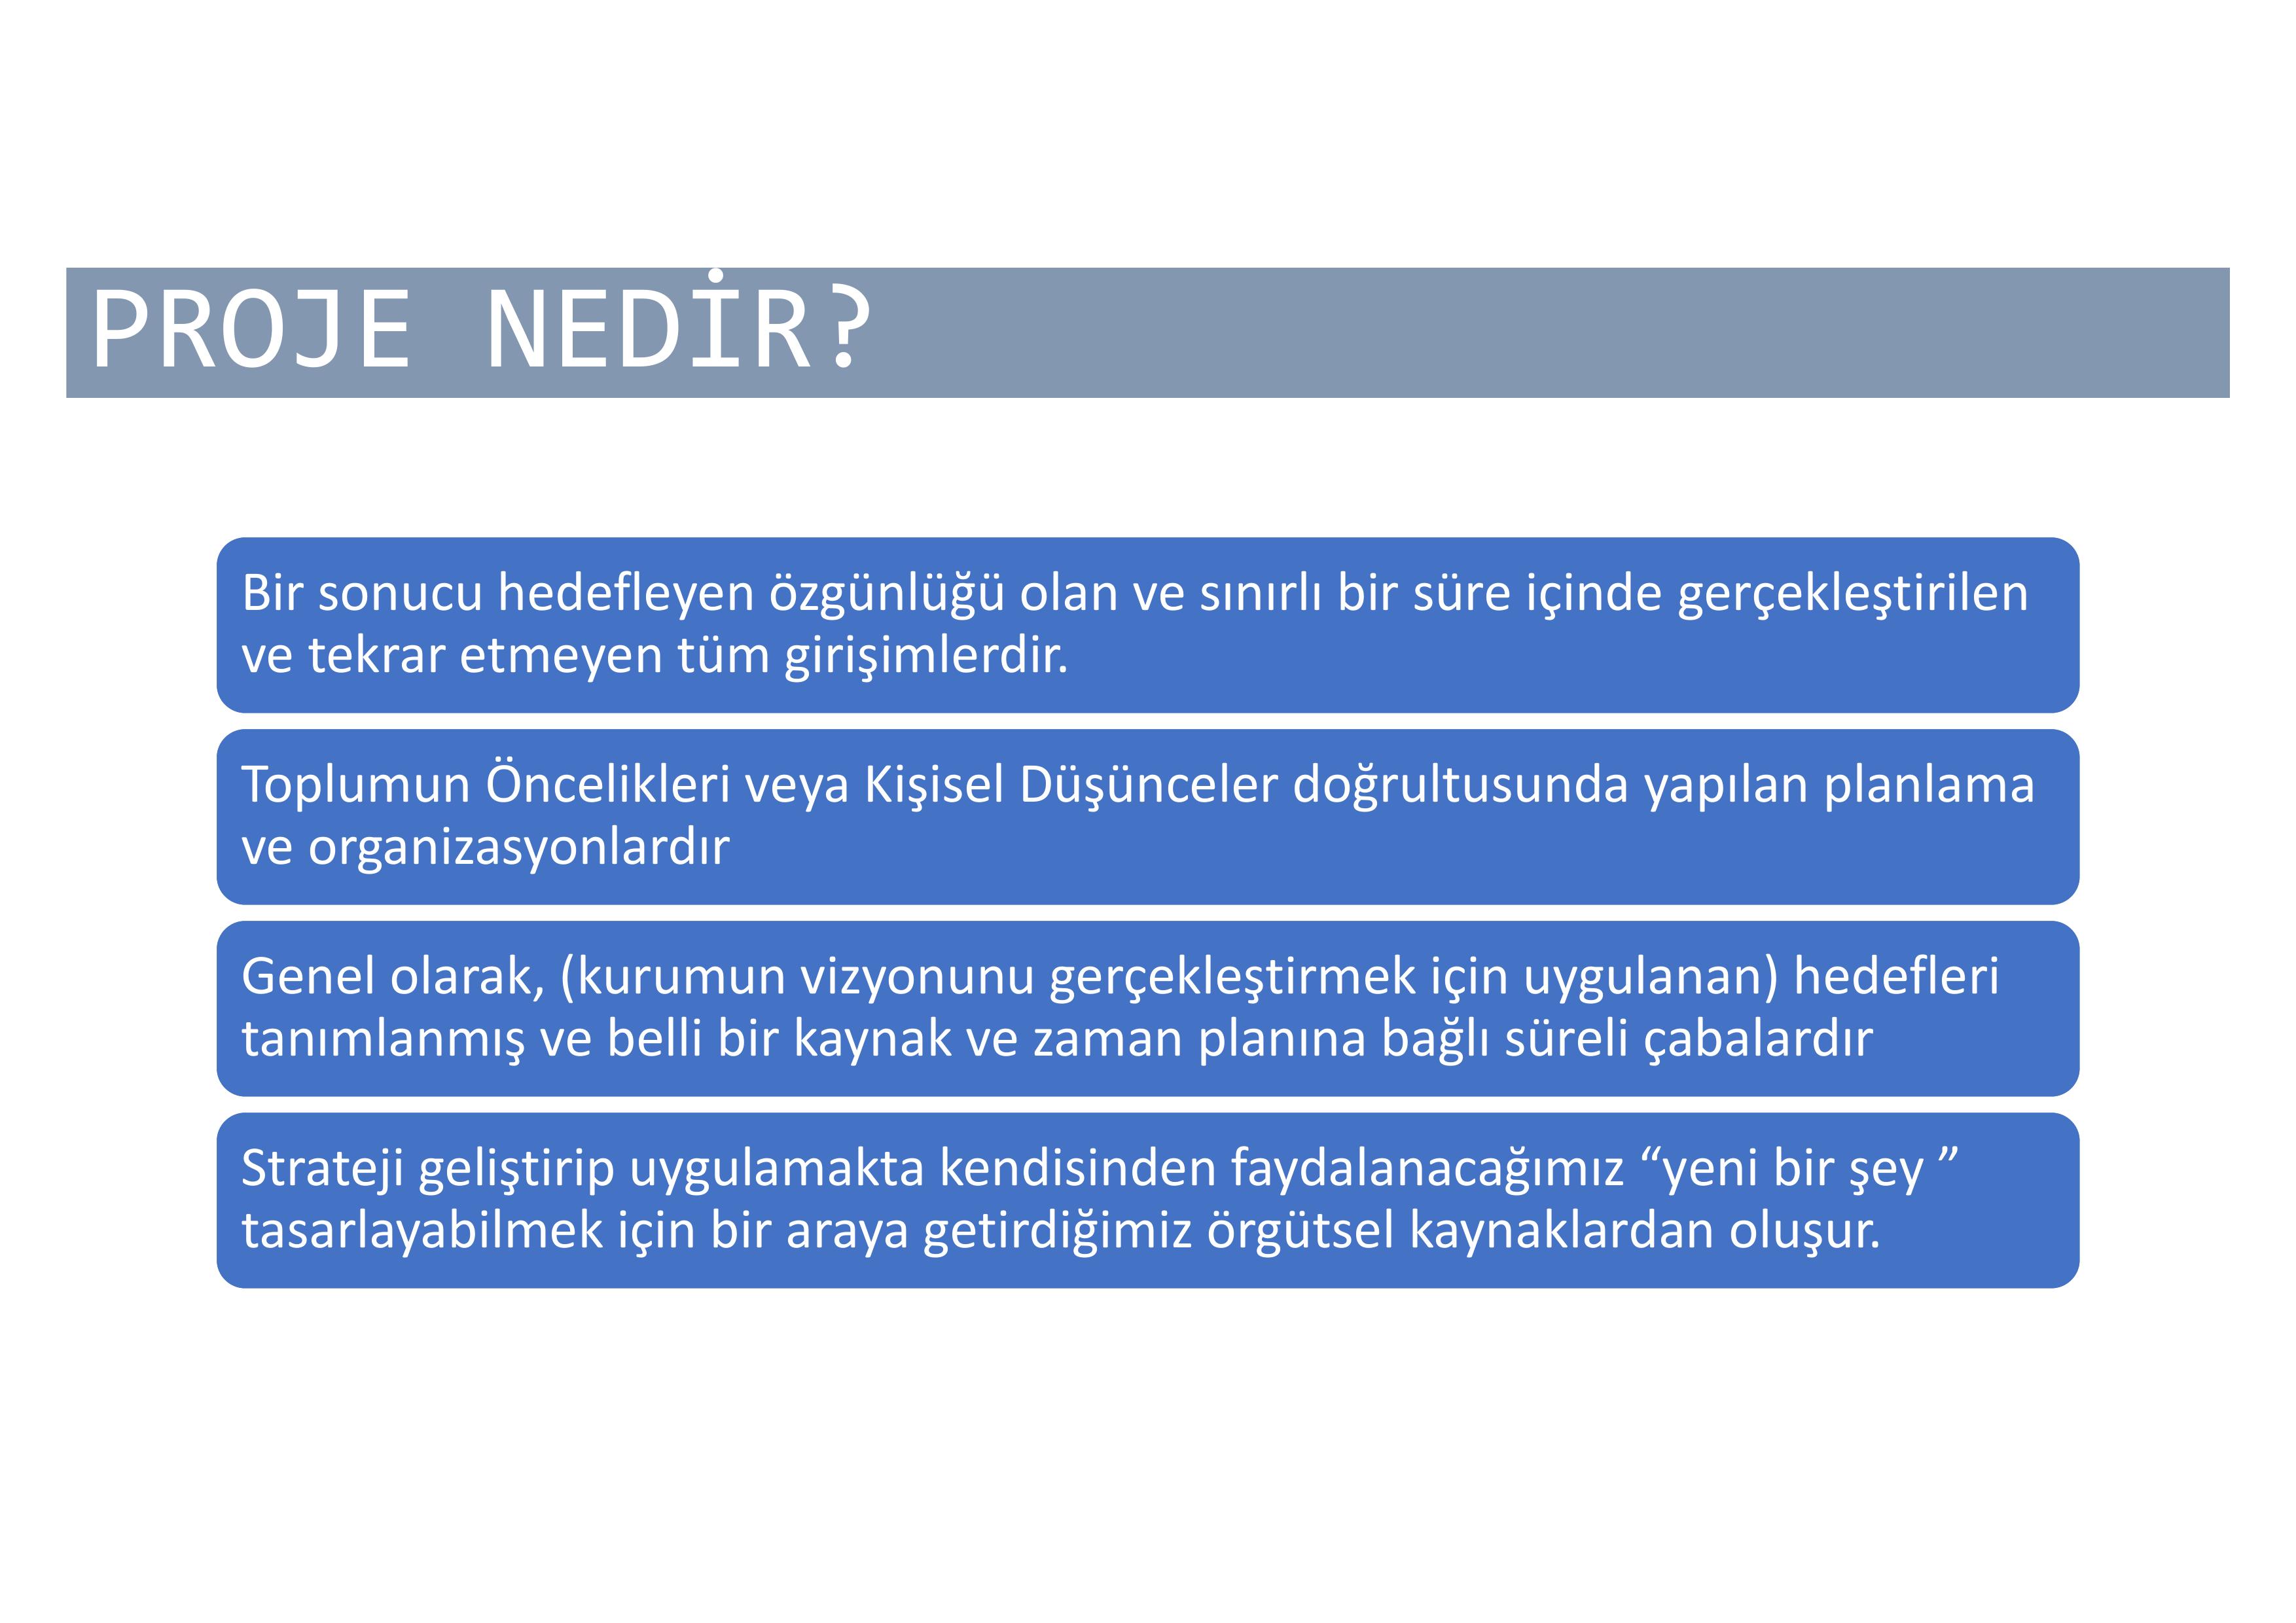 PROJE NEDİR?
Bir sonucu hedefleyen özgünlüğü olan ve sınırlı bir süre içinde gerçekleştirilen
ve tekrar etmeyen tüm girişimlerdir.
Toplumun Öncelikleri veya Kişisel Düşünceler doğrultusunda yapılan planlama
ve organizasyonlardır
Genel olarak, (kurumun vizyonunu gerçekleştirmek için uygulanan) hedefleri
tanımlanmış ve belli bir kaynak ve zaman planına bağlı süreli çabalardır
Strateji geliştirip uygulamakta kendisinden faydalanacağımız “yeni bir şey ”
tasarlayabilmek için bir araya getirdiğimiz örgütsel kaynaklardan oluşur.